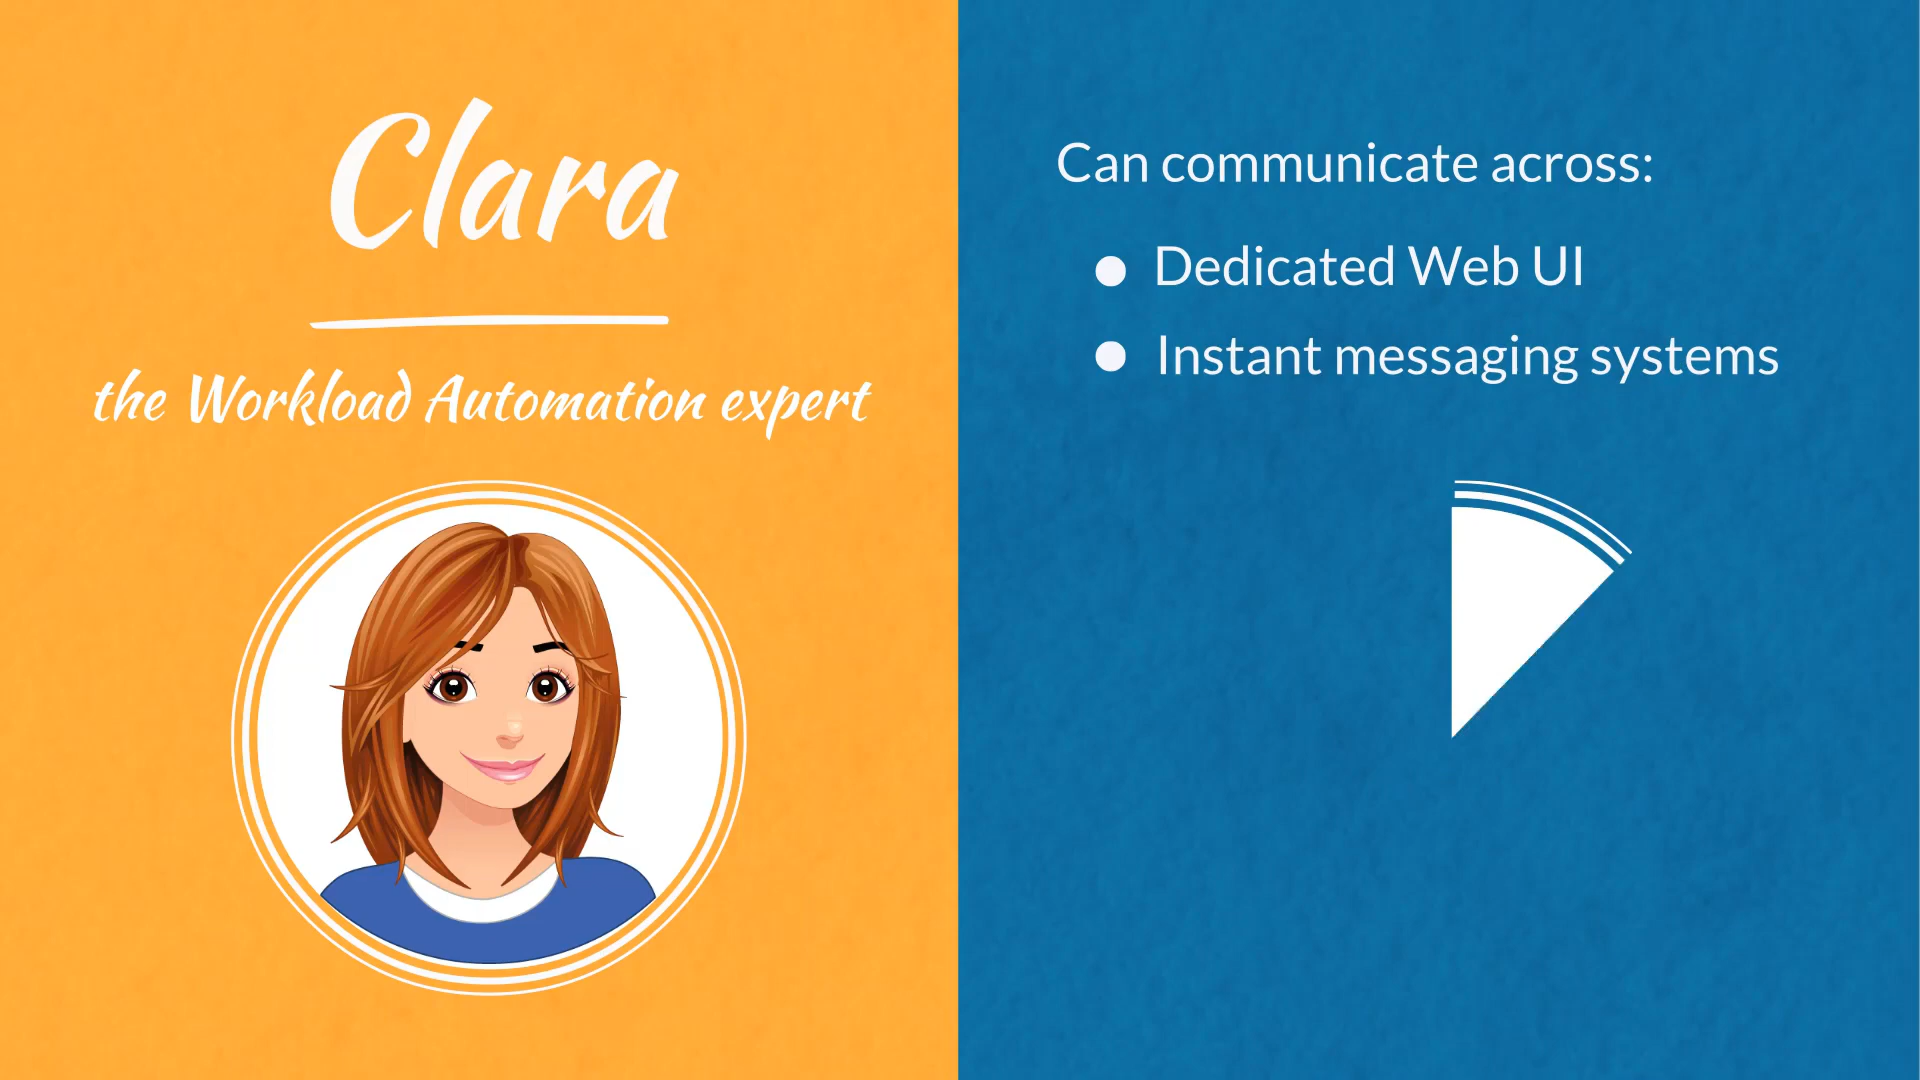 Clara
the Workload Automation expert
Can communicate across:
Dedicated Web UI
Instant messaging systems